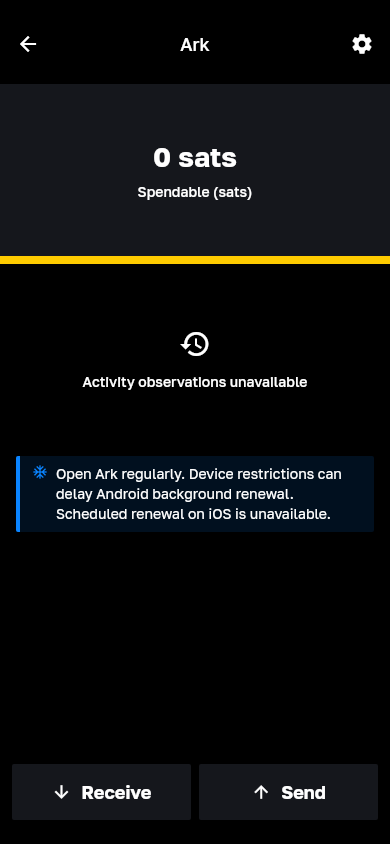 Ark
0 sats
Spendable (sats)
Activity observations unavailable
Open Ark regularly. Device restrictions can
delay Android background renewal.
Scheduled renewal on iOS is unavailable.
Receive
Send